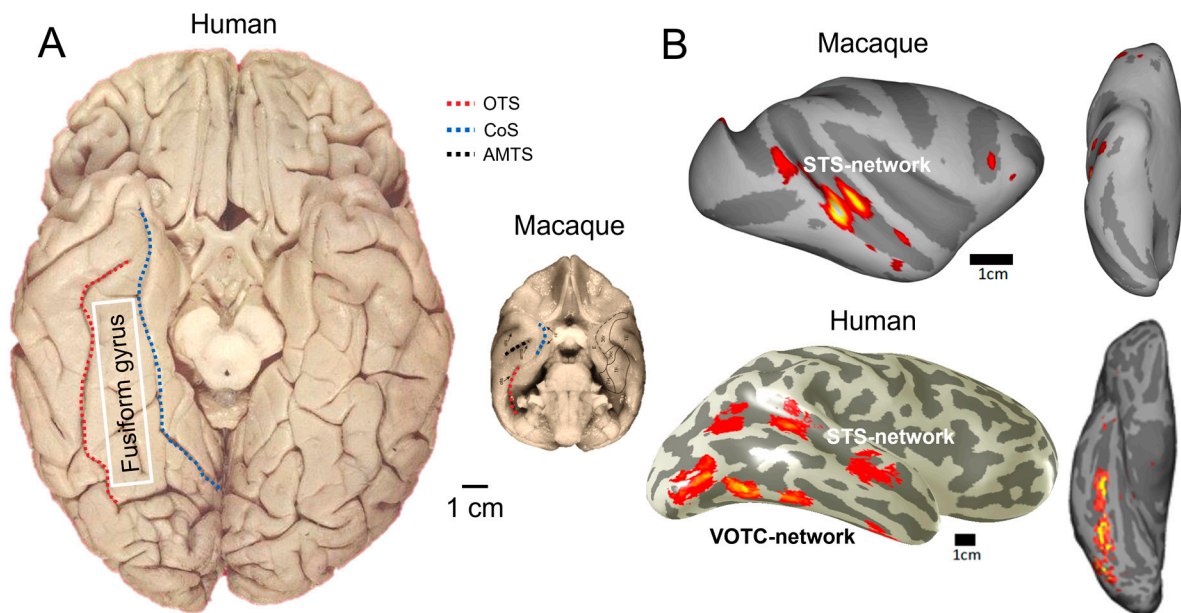 A
Human
OTS
CoS
AMTS
Fusiform gyrus
Macaque
1 cm
B
Macaque
STS-network
1cm
Human
STS-network
VOTC-network
1cm